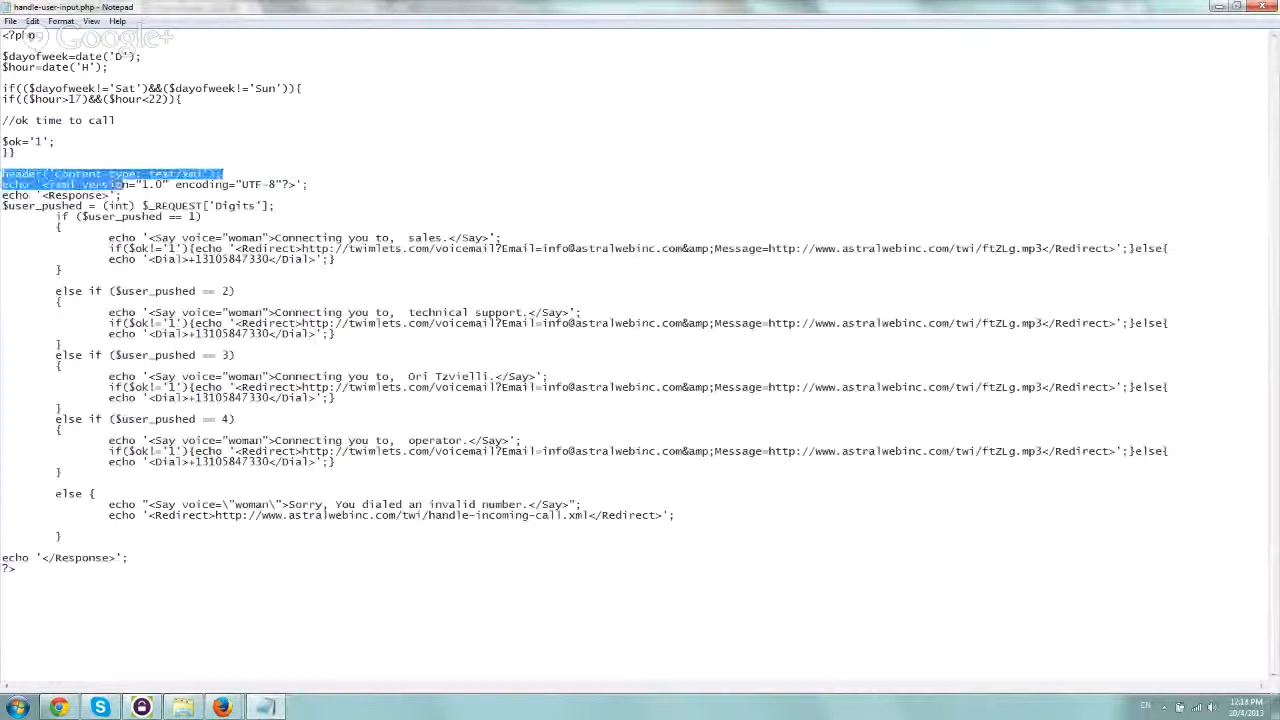 handle-user-input.php - Notepad
File Edit Format View Help
Google+
<?php
$dayofweek=date('D');
$hour=date('H');
if(($dayofweek!='Sat')&&($dayofweek!='Sun')){
if(($hour>17)&&($hour<22)){
//ok time to call
$ok='1';
}}
header('Content-type: text/xml');
echo '<?xml version="1.0" encoding="UTF-8"?>';
echo '<Response>';
$user_pushed = (int) $_REQUEST['Digits'];
if ($user_pushed == 1)
{
echo '<Say voice="woman">Connecting you to,  sales.</Say>';
if($ok!='1'){echo '<Redirect>http://twimlets.com/voicemail?Email=info@astralwebinc.com&amp;Message=http://www.astralwebinc.com/twi/ftZLg.mp3</Redirect>';}else{
echo '<Dial>+13105847330</Dial>';}
}
else if ($user_pushed == 2)
{
echo '<Say voice="woman">Connecting you to,  technical support.</Say>';
if($ok!='1'){echo '<Redirect>http://twimlets.com/voicemail?Email=info@astralwebinc.com&amp;Message=http://www.astralwebinc.com/twi/ftZLg.mp3</Redirect>';}else{
echo '<Dial>+13105847330</Dial>';}
}
else if ($user_pushed == 3)
{
echo '<Say voice="woman">Connecting you to,  Ori Tzvielli.</Say>';
if($ok!='1'){echo '<Redirect>http://twimlets.com/voicemail?Email=info@astralwebinc.com&amp;Message=http://www.astralwebinc.com/twi/ftZLg.mp3</Redirect>';}else{
echo '<Dial>+13105847330</Dial>';}
}
else if ($user_pushed == 4)
{
echo '<Say voice="woman">Connecting you to,  operator.</Say>';
if($ok!='1'){echo '<Redirect>http://twimlets.com/voicemail?Email=info@astralwebinc.com&amp;Message=http://www.astralwebinc.com/twi/ftZLg.mp3</Redirect>';}else{
echo '<Dial>+13105847330</Dial>';}
}
else {
echo "<Say voice=\"woman\">Sorry, You dialed an invalid number.</Say>";
echo '<Redirect>http://www.astralwebinc.com/twi/handle-incoming-call.xml</Redirect>';
}
echo '</Response>';
?>
EN
12:18 PM
10/4/2013